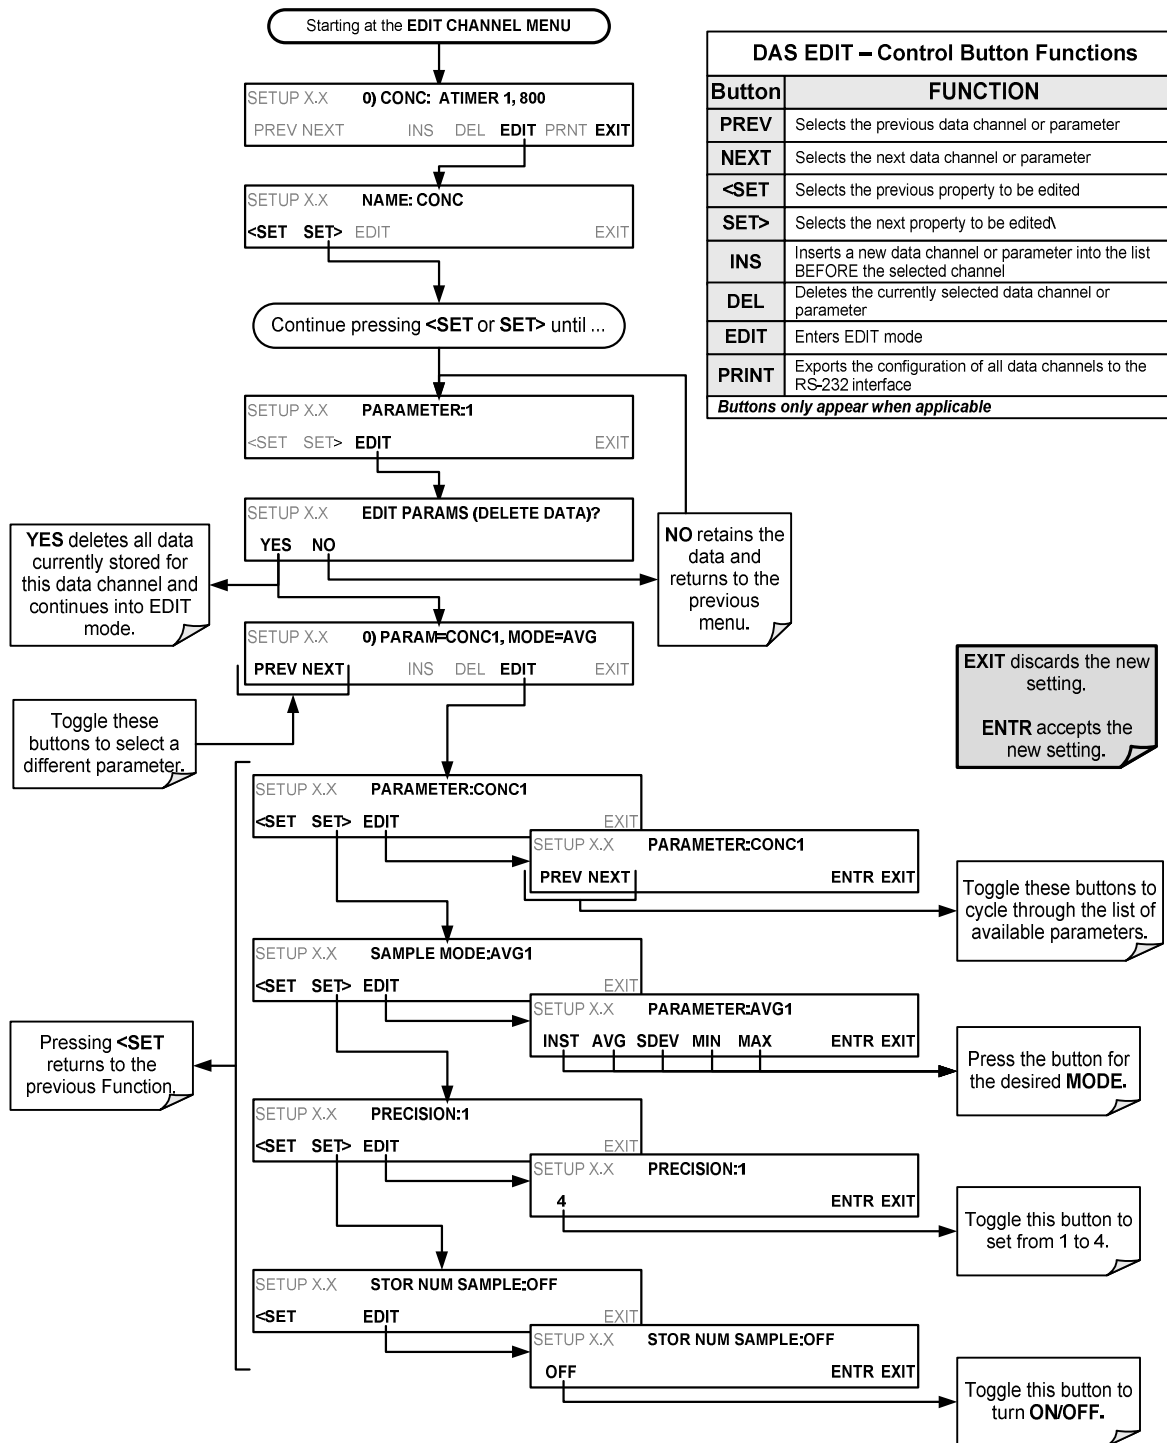 Starting at the EDIT CHANNEL MENU
SETUP X.X 0) CONC: ATIMER 1, 800
PREV NEXT INS DEL EDIT PRNT EXIT
SETUP X.X NAME: CONC
<SET SET> EDIT EXIT
Continue pressing <SET or SET> until ...
SETUP X.X PARAMETER:1
<SET SET> EDIT EXIT
SETUP X.X EDIT PARAMS (DELETE DATA)?
YES NO
YES deletes all data
currently stored for
this data channel and
continues into EDIT
mode.
NO retains the
data and
returns to the
previous
menu.
SETUP X.X 0) PARAM=CONC1, MODE=AVG
PREV NEXT INS DEL EDIT EXIT
Toggle these
buttons to select a
different parameter.
DAS EDIT – Control Button Functions
Button FUNCTION
PREV Selects the previous data channel or parameter
NEXT Selects the next data channel or parameter
<SET Selects the previous property to be edited
SET> Selects the next property to be edited\
INS Inserts a new data channel or parameter into the list
BEFORE the selected channel
DEL Deletes the currently selected data channel or
parameter
EDIT Enters EDIT mode
PRINT Exports the configuration of all data channels to the
RS-232 interface
Buttons only appear when applicable
EXIT discards the new
setting.
ENTR accepts the
new setting.
SETUP X.X PARAMETER:CONC1
<SET SET> EDIT EXIT
SETUP X.X PARAMETER:CONC1
PREV NEXT ENTR EXIT
Toggle these buttons to
cycle through the list of
available parameters.
SETUP X.X SAMPLE MODE:AVG1
<SET SET> EDIT EXIT
SETUP X.X PARAMETER:AVG1
INST AVG SDEV MIN MAX ENTR EXIT
Press the button for
the desired MODE.
Pressing <SET
returns to the
previous Function.
SETUP X.X PRECISION:1
<SET SET> EDIT EXIT
SETUP X.X PRECISION:1
4 ENTR EXIT
Toggle this button to
set from 1 to 4.
SETUP X.X STOR NUM SAMPLE:OFF
<SET EDIT EXIT
SETUP X.X STOR NUM SAMPLE:OFF
OFF ENTR EXIT
Toggle this button to
turn ON/OFF.